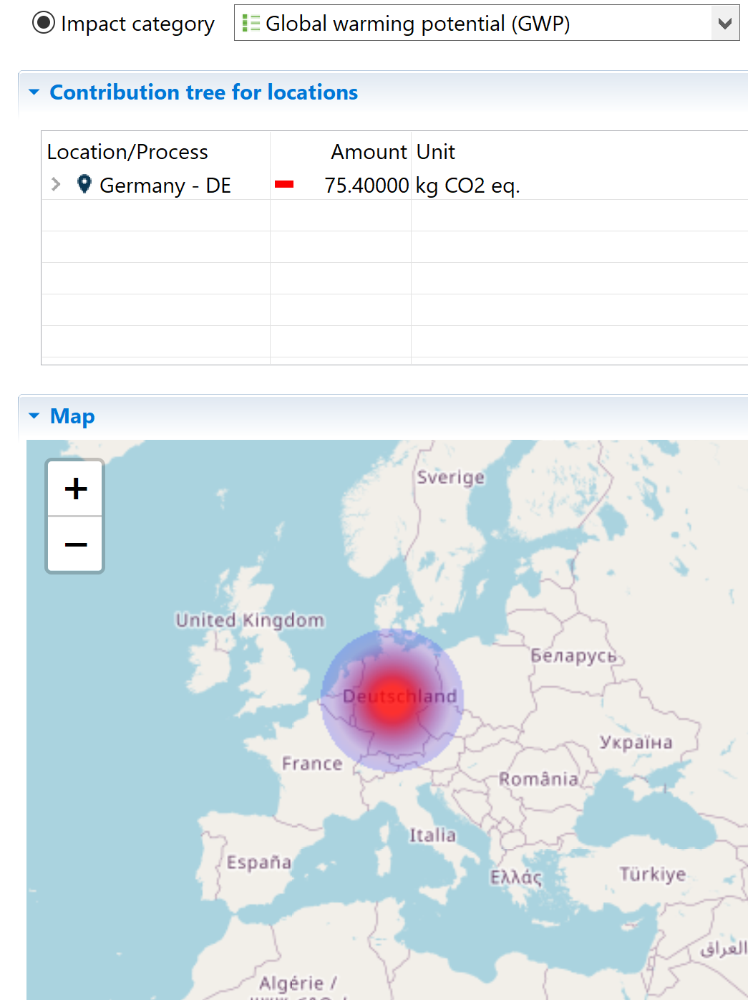 Impact category
Global warming potential (GWP)
Contribution tree for locations
Location/Process Amount Unit
Germany - DE 75.40000 kg CO2 eq.
Map
+
−
Sverige
United Kingdom
Беларусь
Deutschland
Україна
France
România
Italia
España
Ελλάς
Türkiye
العراق
Algérie /